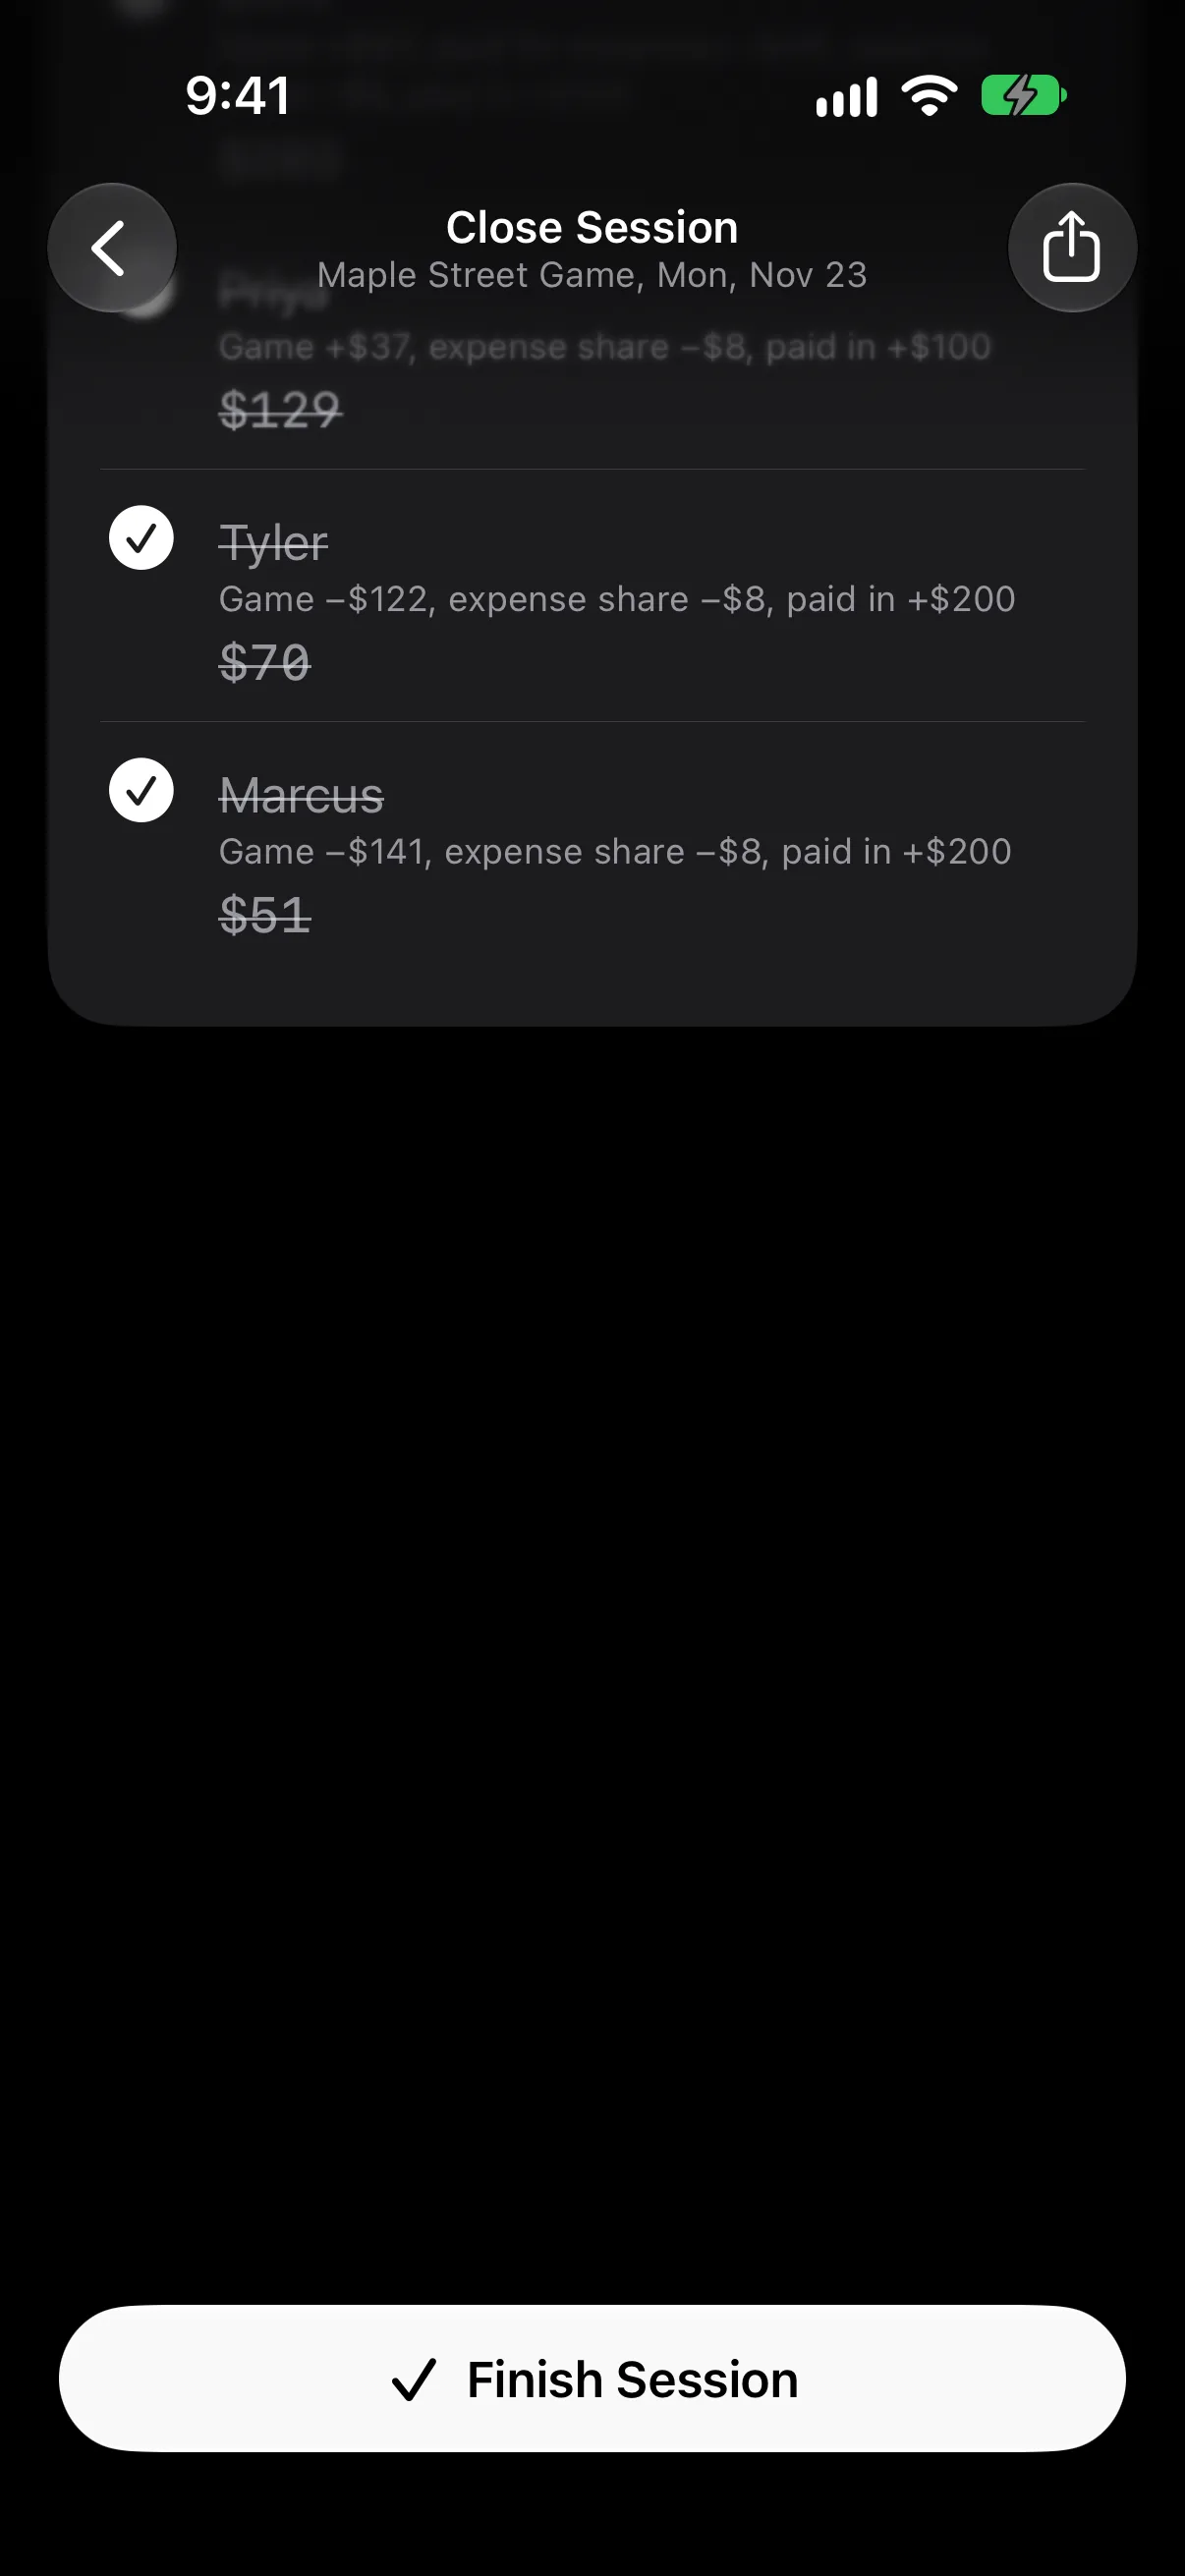 9:41
Close Session
Maple Street Game, Mon, Nov 23
Priya
Game +$37, expense share −$8, paid in +$100
$129
Tyler
Game −$122, expense share −$8, paid in +$200
$70
Marcus
Game −$141, expense share −$8, paid in +$200
$51
Finish Session